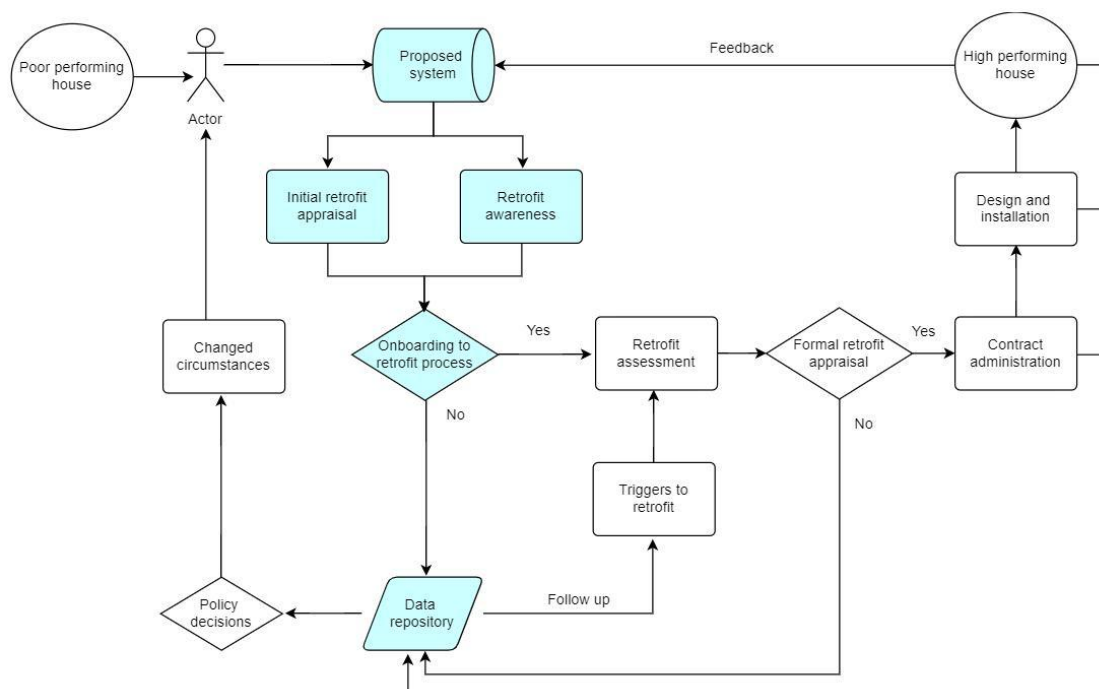 Poor performing
house
Actor
Proposed
system
Feedback
High performing
house
Initial retrofit
appraisal
Retrofit
awareness
Design and
installation
Changed
circumstances
Onboarding to
retrofit process
Yes
Retrofit
assessment
Formal retrofit
appraisal
Yes
Contract
administration
No
No
Triggers to
retrofit
Policy
decisions
Data
repository
Follow up